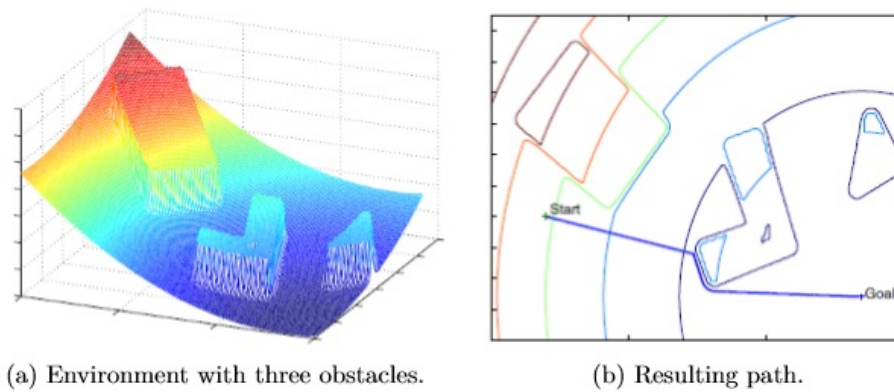 Start
Goal
(a) Environment with three obstacles.
(b) Resulting path.